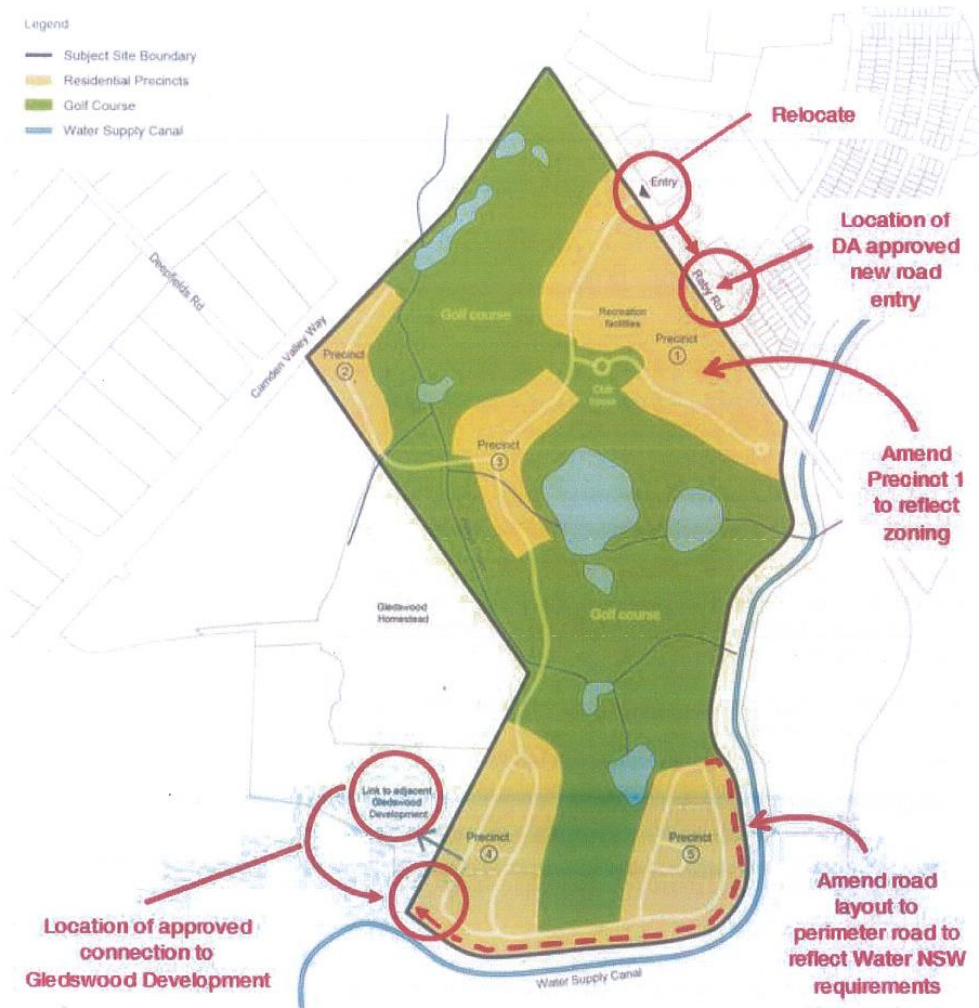 Legend
Subject Site Boundary
Residential Precincts
Golf Course
Water Supply Canal
Relocate
Entry
Location of
DA approved
new road
entry
Raby Rd
Deepfields Rd
Camden Valley Way
Golf course
Recreation
facilities
Precinct
1
Precinct
2
Club
house
Precinct
3
Amend
Precinct 1
to reflect
zoning
Gledswood
Homestead
Golf course
Link to adjacent
Gledswood
Development
Precinct
4
Precinct
5
Location of approved
connection to
Gledswood Development
Amend road
layout to
perimeter road to
reflect Water NSW
requirements
Water Supply Canal